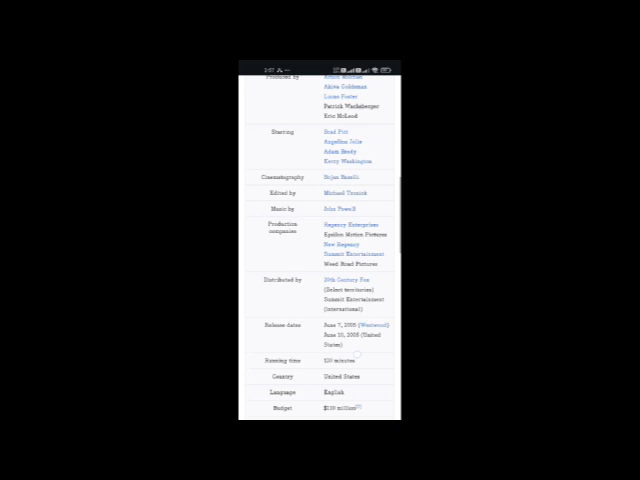 2:57
Produced by
Akiva Goldsman
Lucas Foster
Patrick Wachsberger
Eric McLeod
Starring
Brad Pitt
Angelina Jolie
Adam Brody
Kerry Washington
Cinematography
Bojan Bazelli
Edited by
Michael Tronick
Music by
John Powell
Production companies
Regency Enterprises
Epsilon Motion Pictures
New Regency
Summit Entertainment
Weed Road Pictures
Distributed by
20th Century Fox
(Select territories)
Summit Entertainment
(International)
Release dates
June 7, 2005 (Westwood)
June 10, 2005 (United
States)
Running time
120 minutes
Country
United States
Language
English
Budget
$110 million